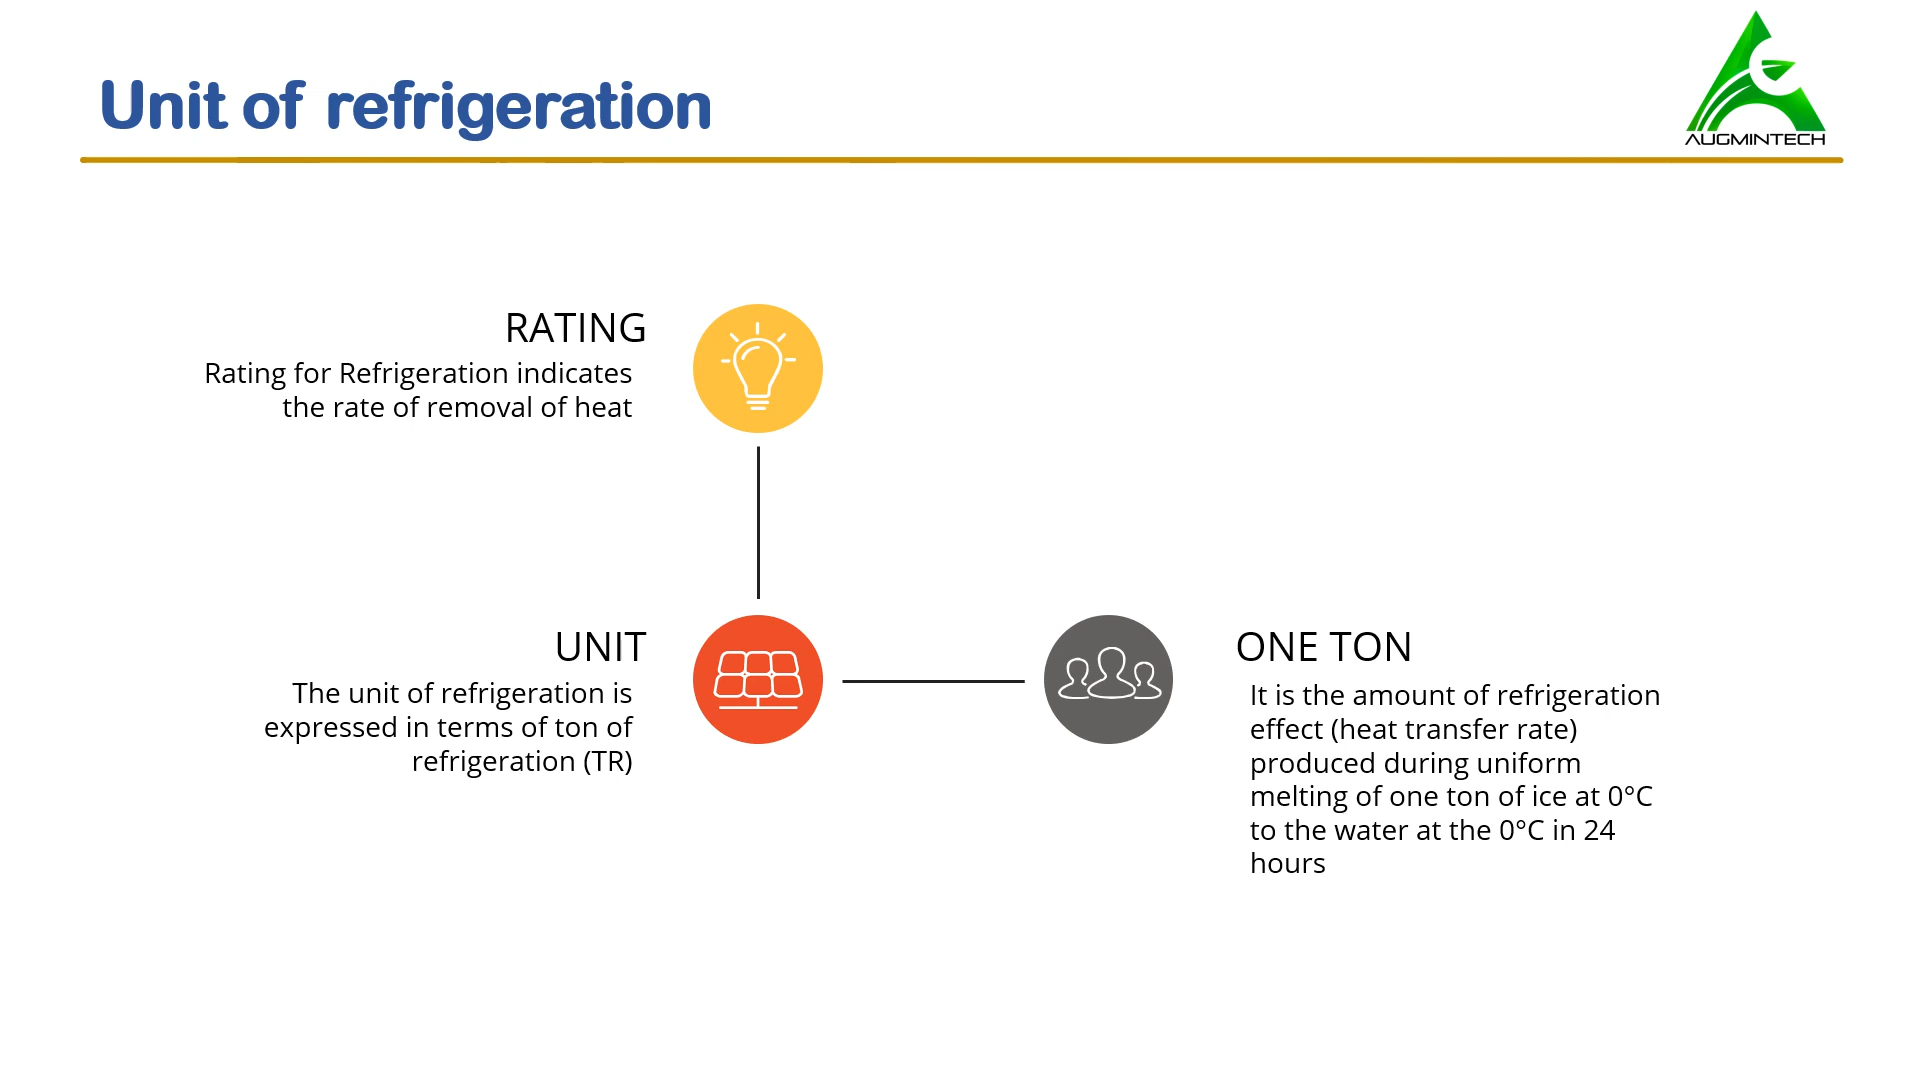 Unit of refrigeration
AUGMINTECH
RATING
Rating for Refrigeration indicates
the rate of removal of heat
UNIT
The unit of refrigeration is
expressed in terms of ton of
refrigeration (TR)
ONE TON
It is the amount of refrigeration
effect (heat transfer rate)
produced during uniform
melting of one ton of ice at 0°C
to the water at the 0°C in 24
hours